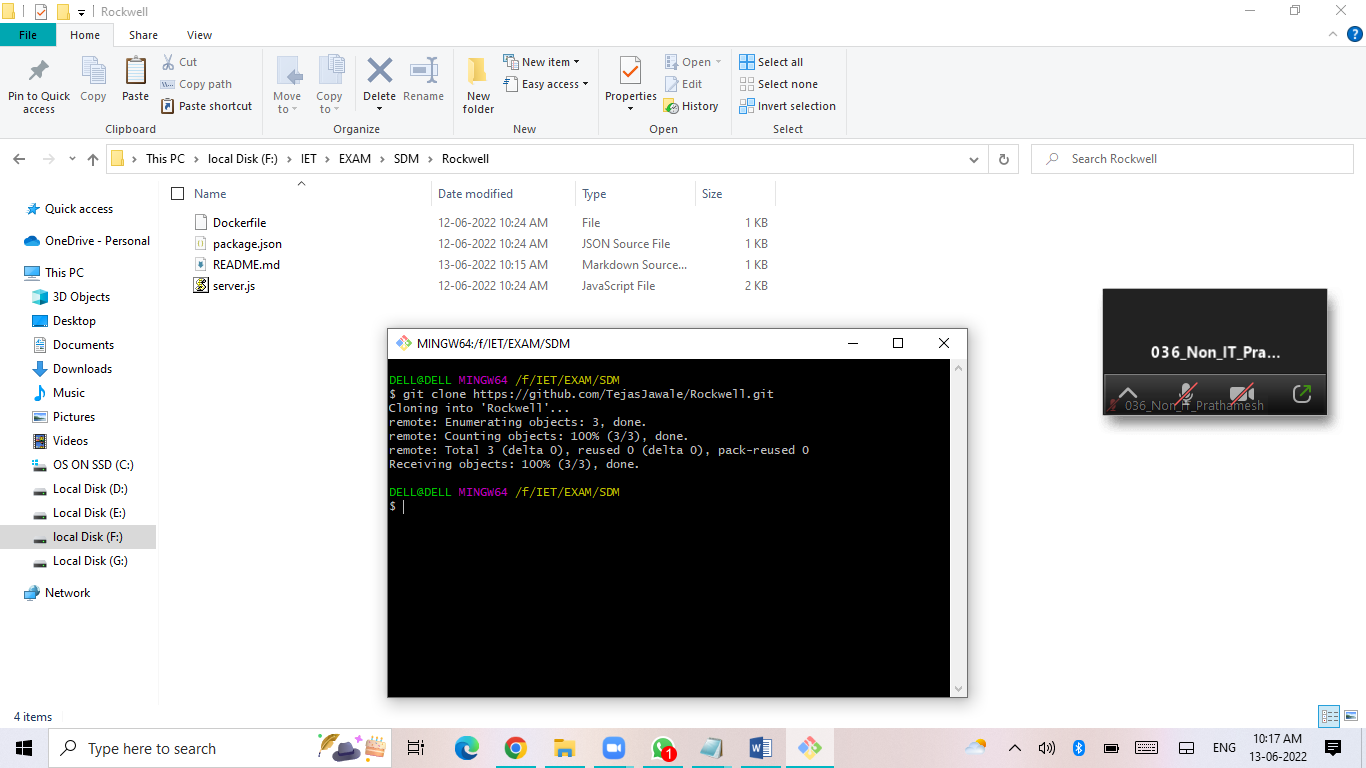 Rockwell
File
Home
Share
View
Pin to Quick access
Copy
Paste
Cut
Copy path
Paste shortcut
Clipboard
Move to
Copy to
Delete
Rename
Organize
New folder
New item
Easy access
New
Properties
Open
Edit
History
Open
Select all
Select none
Invert selection
Select
This PC > local Disk (F:) > IET > EXAM > SDM > Rockwell
Search Rockwell
Name Date modified Type Size
Dockerfile 12-06-2022 10:24 AM File 1 KB
package.json 12-06-2022 10:24 AM JSON Source File 1 KB
README.md 13-06-2022 10:15 AM Markdown Source... 1 KB
server.js 12-06-2022 10:24 AM JavaScript File 2 KB
Quick access
OneDrive - Personal
This PC
3D Objects
Desktop
Documents
Downloads
Music
Pictures
Videos
OS ON SSD (C:)
Local Disk (D:)
Local Disk (E:)
local Disk (F:)
Local Disk (G:)
Network
MINGW64:/f/IET/EXAM/SDM
DELL@DELL MINGW64 /f/IET/EXAM/SDM
$ git clone https://github.com/TejasJawale/Rockwell.git
Cloning into 'Rockwell'...
remote: Enumerating objects: 3, done.
remote: Counting objects: 100% (3/3), done.
remote: Total 3 (delta 0), reused 0 (delta 0), pack-reused 0
Receiving objects: 100% (3/3), done.
DELL@DELL MINGW64 /f/IET/EXAM/SDM
$
036_Non_IT_Pra...
036_Non_IT_Prathamesh
4 items
Type here to search
1
ENG
10:17 AM
13-06-2022